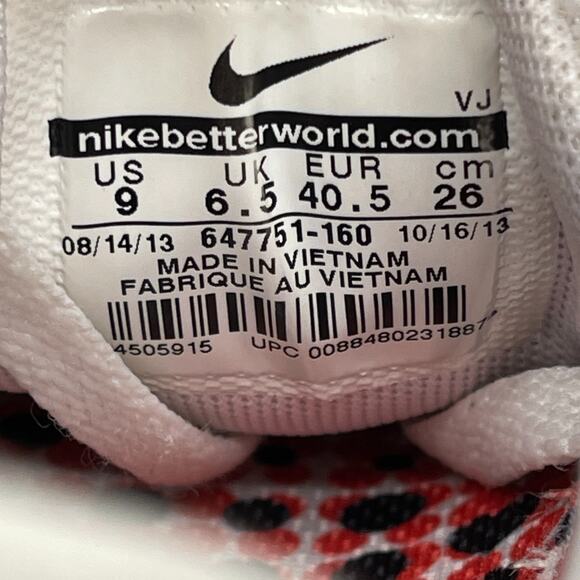 VJ
nikebetterworld.com
US UK EUR cm
9 6.5 40.5 26
08/14/13 647751-160 10/16/13
MADE IN VIETNAM
FABRIQUE AU VIETNAM
4505915 UPC